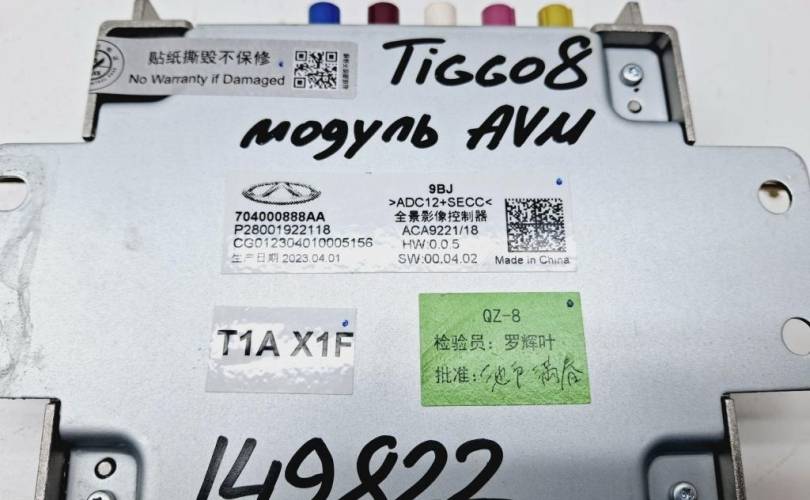 贴纸撕毁不保修
No Warranty if Damaged
TiGGO8
модуль AVM
9BJ
>ADC12+SECC<
704000888AA
全景影像控制器
P28001922118
ACA9221/18
CG012304010005156
HW:0.0.5
生产日期 2023.04.01
SW:00.04.02
Made in China
T1A X1F
QZ-8
检验员: 罗辉叶
批准:
149822